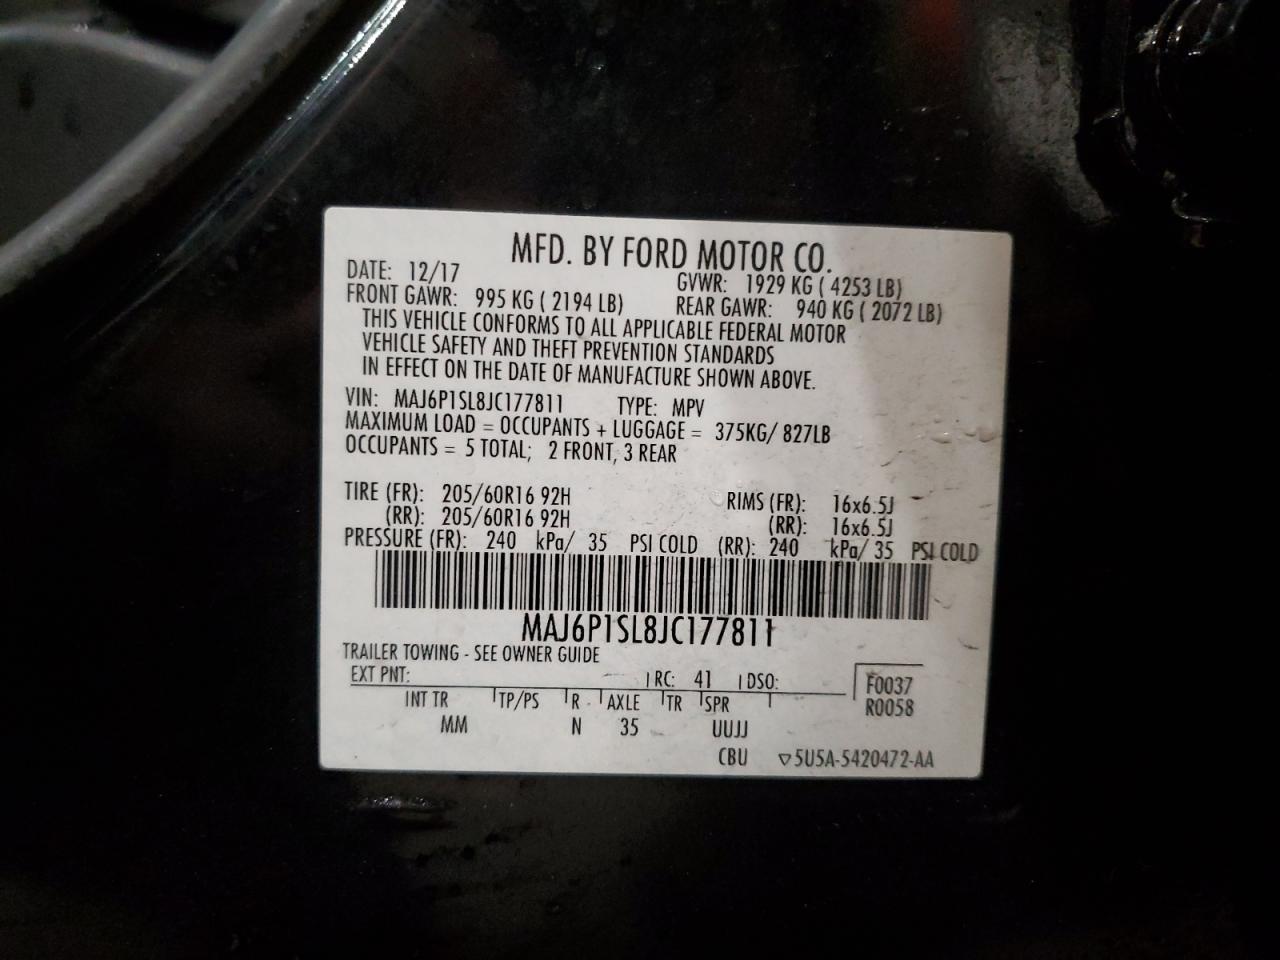 MFD. BY FORD MOTOR CO.
DATE: 12/17 GVWR: 1929 KG ( 4253 LB)
FRONT GAWR: 995 KG ( 2194 LB) REAR GAWR: 940 KG ( 2072 LB)
THIS VEHICLE CONFORMS TO ALL APPLICABLE FEDERAL MOTOR
VEHICLE SAFETY AND THEFT PREVENTION STANDARDS
IN EFFECT ON THE DATE OF MANUFACTURE SHOWN ABOVE.
VIN: MAJ6P1SL8JC177811 TYPE: MPV
MAXIMUM LOAD = OCCUPANTS + LUGGAGE = 375KG/ 827LB
OCCUPANTS = 5 TOTAL; 2 FRONT, 3 REAR
TIRE (FR): 205/60R16 92H RIMS (FR): 16x6.5J
(RR): 205/60R16 92H (RR): 16x6.5J
PRESSURE (FR): 240 kPa/ 35 PSI COLD (RR): 240 kPa/ 35 PSI COLD
MAJ6P1SL8JC177811
TRAILER TOWING - SEE OWNER GUIDE
EXT PNT: RC: 41 DSO: F0037
INT TR TP/PS R AXLE TR SPR R0058
MM N 35 UUJJ
CBU ▽5U5A-5420472-AA